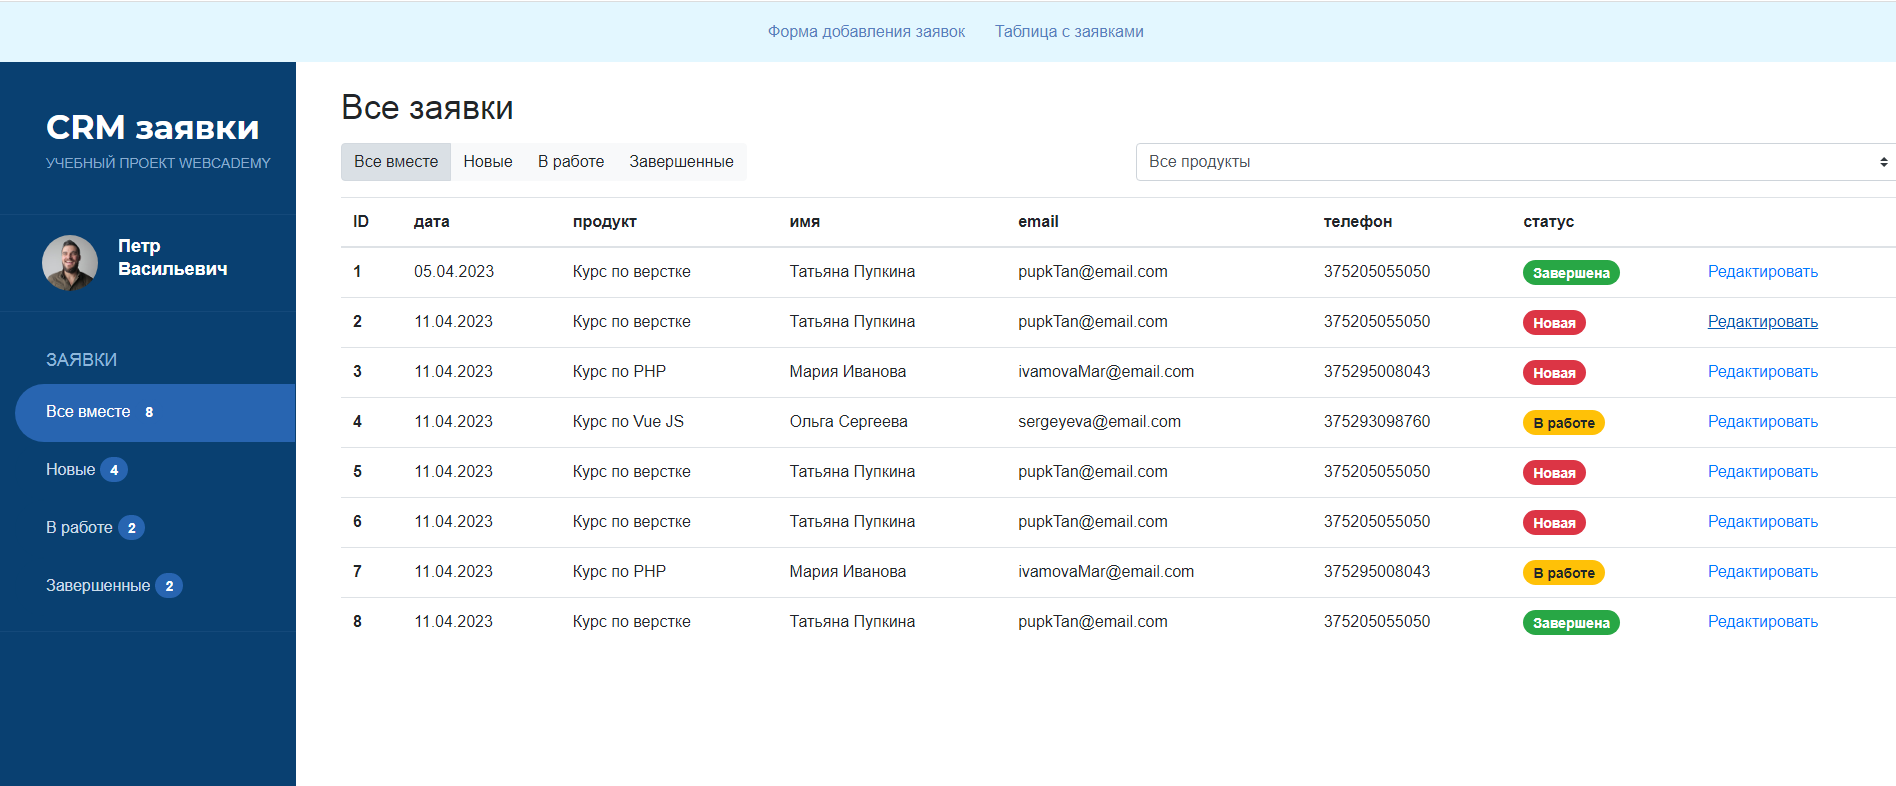 Форма добавления заявок Таблица с заявками
CRM заявки
УЧЕБНЫЙ ПРОЕКТ WEBCADEMY
Петр
Васильевич
ЗАЯВКИ
Все вместе 8
Новые 4
В работе 2
Завершенные 2
Все заявки
Все вместе Новые В работе Завершенные Все продукты
ID дата продукт имя email телефон статус
1 05.04.2023 Курс по верстке Татьяна Пупкина pupkTan@email.com 375205055050 Завершена Редактировать
2 11.04.2023 Курс по верстке Татьяна Пупкина pupkTan@email.com 375205055050 Новая Редактировать
3 11.04.2023 Курс по PHP Мария Иванова ivamovaMar@email.com 375295008043 Новая Редактировать
4 11.04.2023 Курс по Vue JS Ольга Сергеева sergeyeva@email.com 375293098760 В работе Редактировать
5 11.04.2023 Курс по верстке Татьяна Пупкина pupkTan@email.com 375205055050 Новая Редактировать
6 11.04.2023 Курс по верстке Татьяна Пупкина pupkTan@email.com 375205055050 Новая Редактировать
7 11.04.2023 Курс по PHP Мария Иванова ivamovaMar@email.com 375295008043 В работе Редактировать
8 11.04.2023 Курс по верстке Татьяна Пупкина pupkTan@email.com 375205055050 Завершена Редактировать